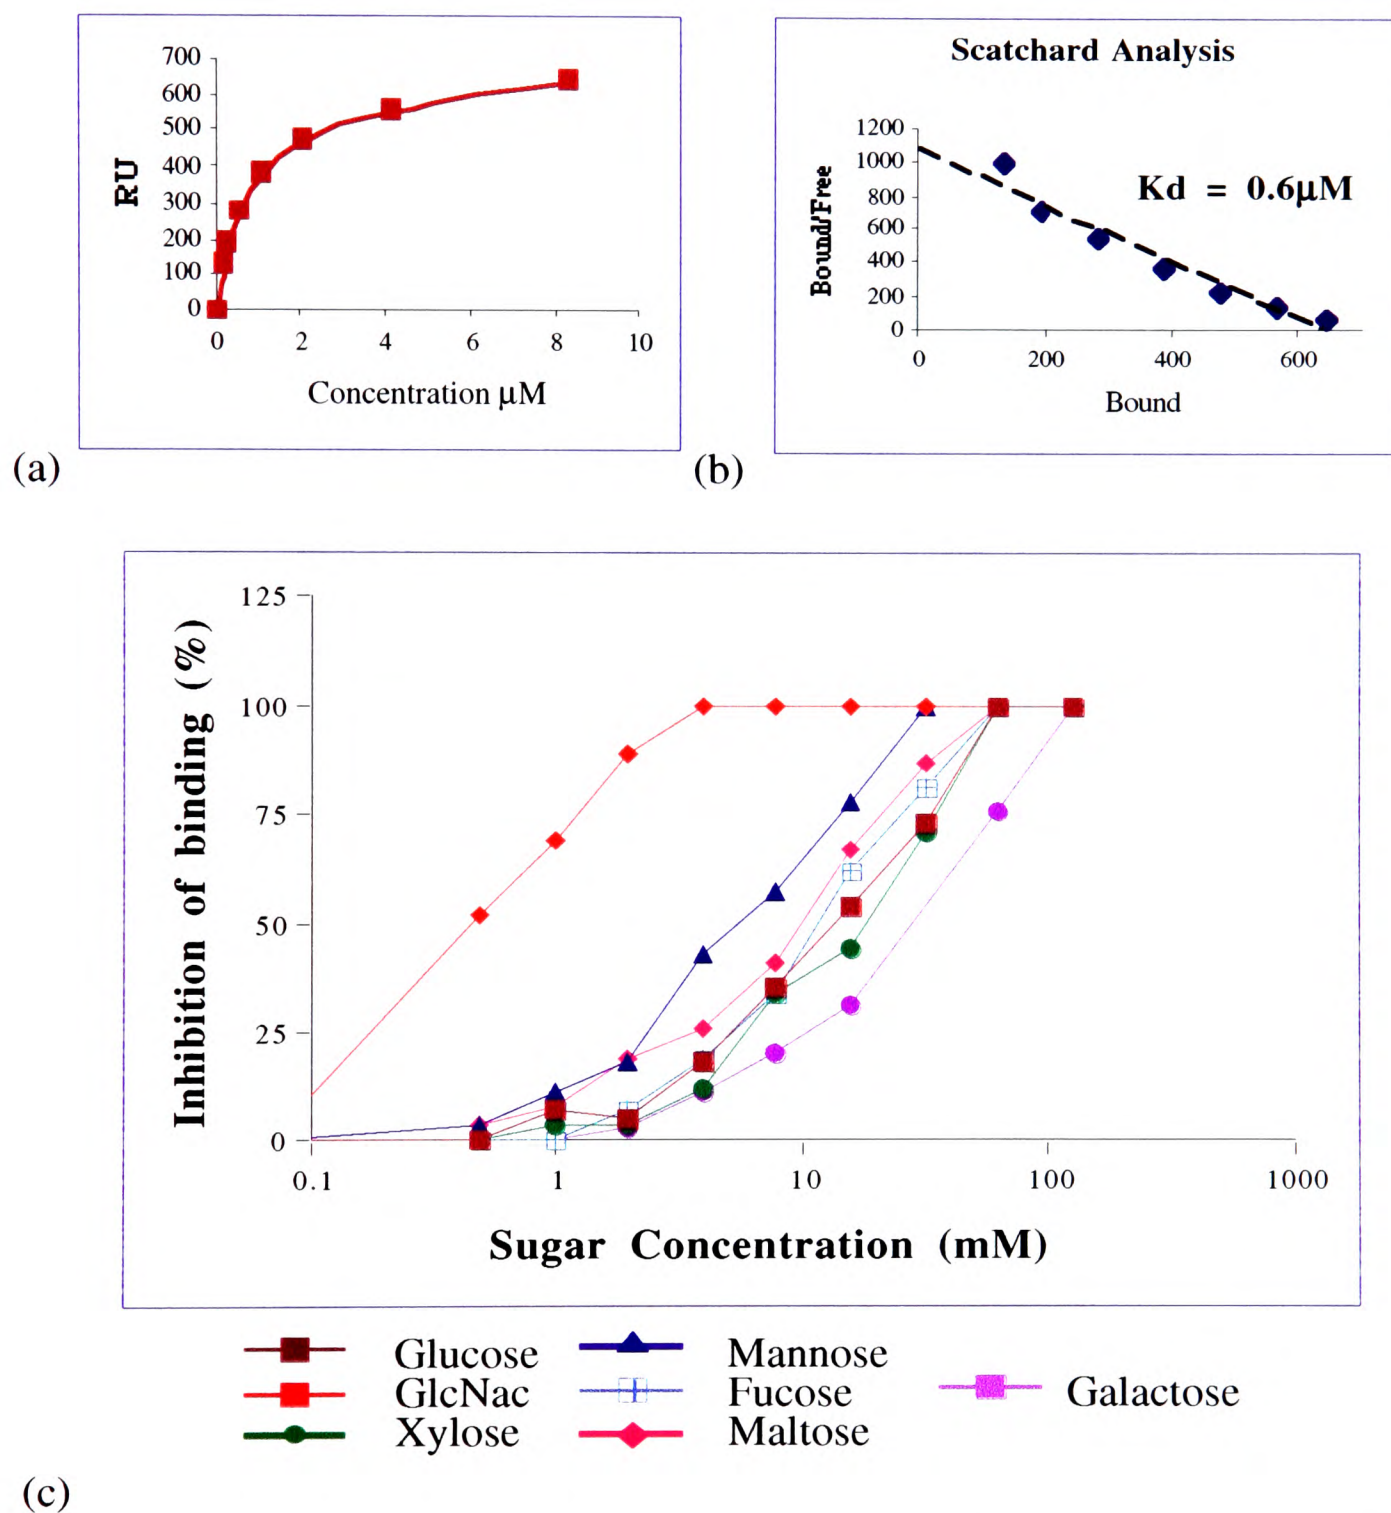 700
600
500
400
300
200
100
0
RU
0 2 4 6 8 10
Concentration μM
(a)
Scatchard Analysis
1200
1000
800
600
400
200
0
Bound/Free
Kd = 0.6μM
0 200 400 600
Bound
(b)
125
100
75
50
25
0
Inhibition of binding (%)
0.1 1 10 100 1000
Sugar Concentration (mM)
Glucose Mannose
GlcNac Fucose Galactose
Xylose Maltose
(c)